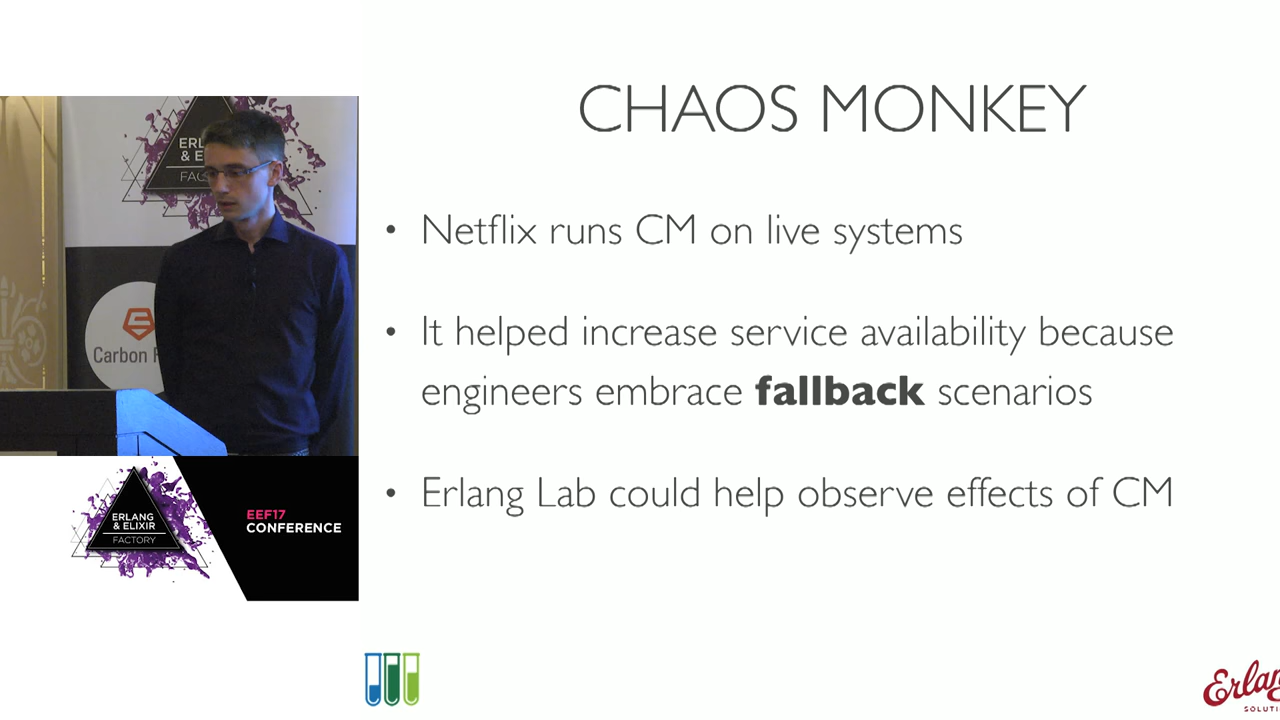 CHAOS MONKEY
• Netflix runs CM on live systems
• It helped increase service availability because
engineers embrace fallback scenarios
• Erlang Lab could help observe effects of CM
& E
FAC
Carbon
ERLANG
& ELIXIR
FACTORY
EEF17
CONFERENCE